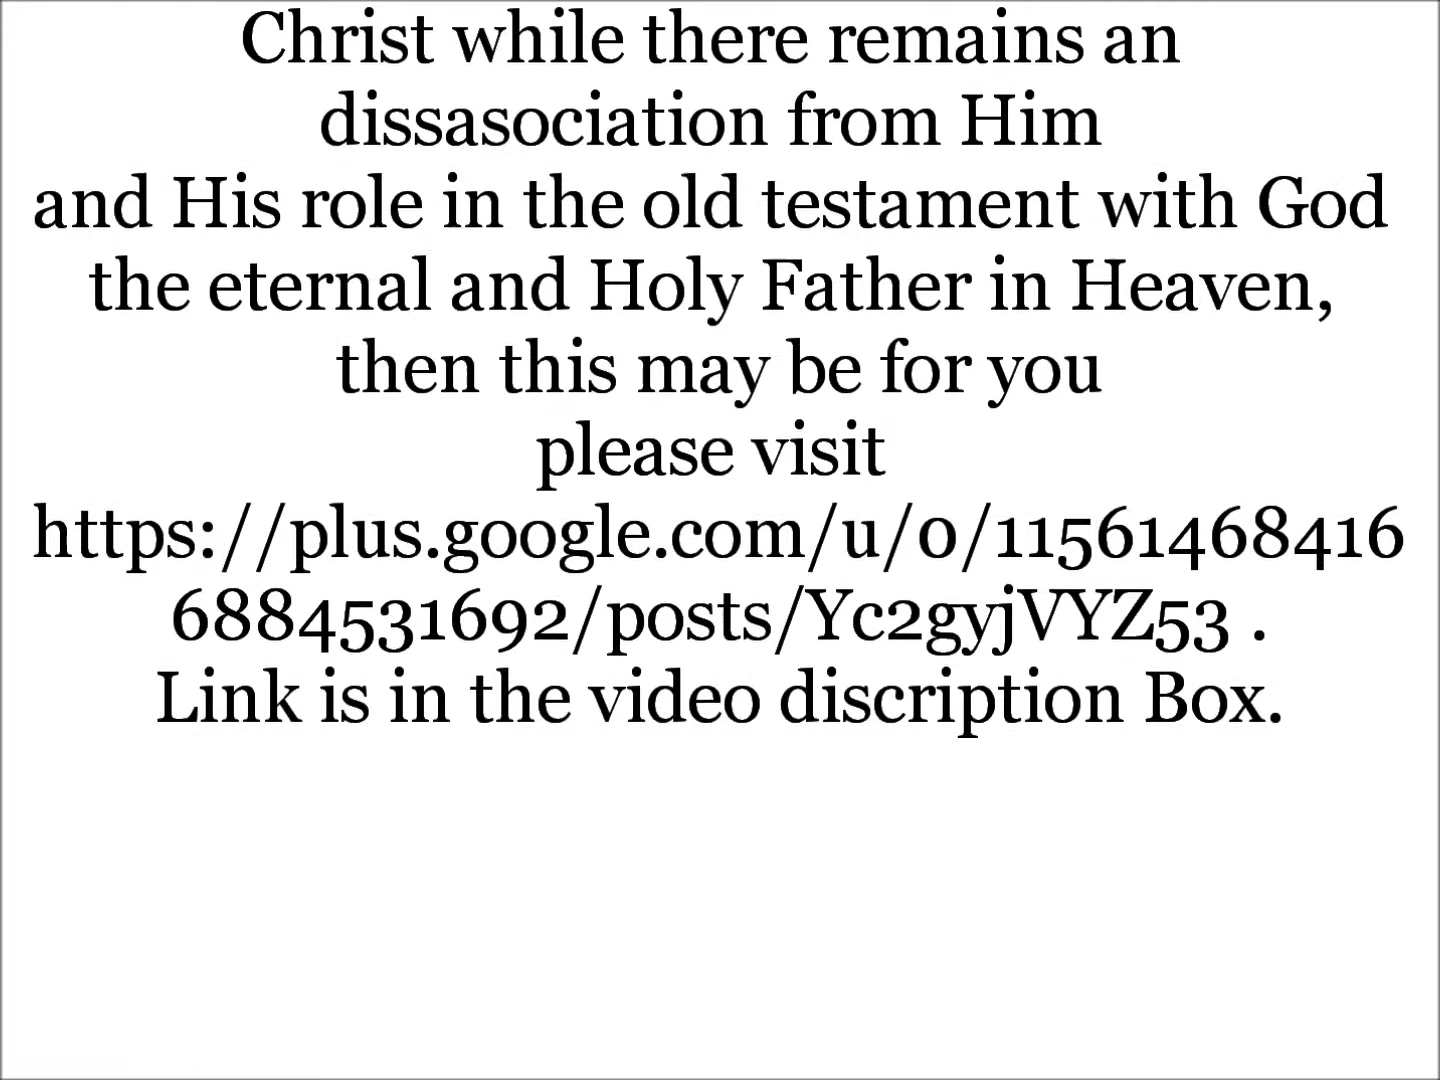 Christ while there remains an
dissasociation from Him
and His role in the old testament with God
the eternal and Holy Father in Heaven,
then this may be for you
please visit
https://plus.google.com/u/0/11561468416
6884531692/posts/Yc2gyjVYZ53 .
Link is in the video discription Box.